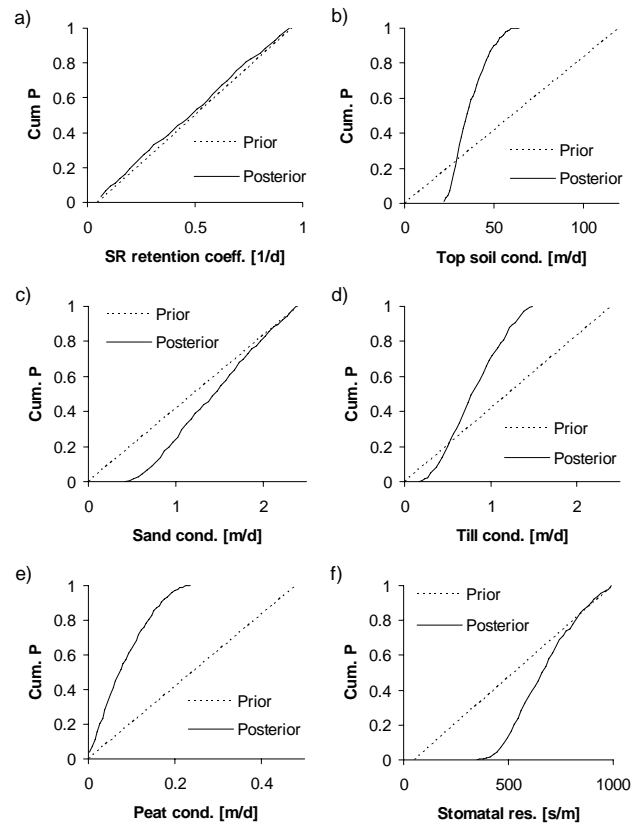 a)
1
0.8
0.6
0.4
0.2
0
Cum P
Prior
Posterior
0
0.5
1
SR retention coeff. [1/d]
b)
1
0.8
0.6
0.4
0.2
0
Cum. P
Prior
Posterior
0
50
100
Top soil cond. [m/d]
c)
1
0.8
0.6
0.4
0.2
0
Cum. P
Prior
Posterior
0
1
2
Sand cond. [m/d]
d)
1
0.8
0.6
0.4
0.2
0
Cum. P
Prior
Posterior
0
1
2
Till cond. [m/d]
e)
1
0.8
0.6
0.4
0.2
0
Cum. P
Prior
Posterior
0
0.2
0.4
Peat cond. [m/d]
f)
1
0.8
0.6
0.4
0.2
0
Cum. P
Prior
Posterior
0
500
1000
Stomatal res. [s/m]